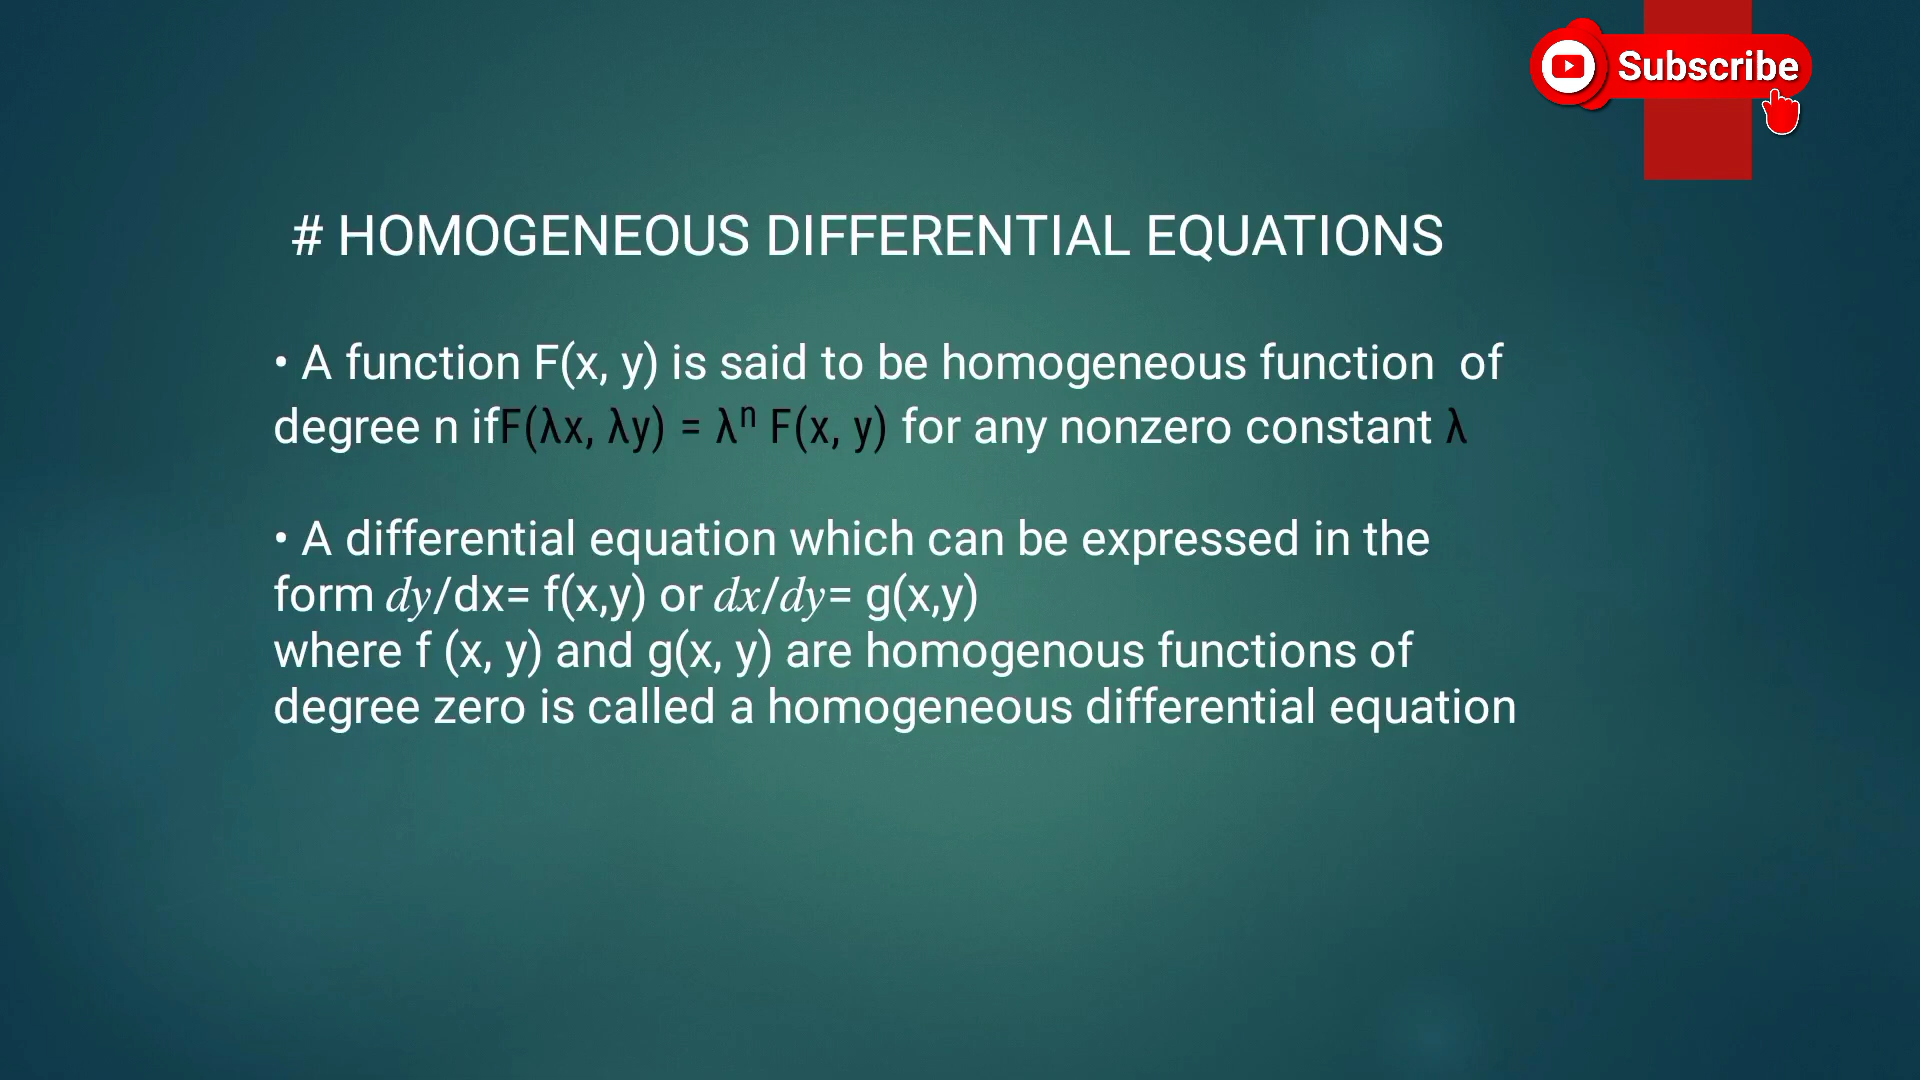 Subscribe
# HOMOGENEOUS DIFFERENTIAL EQUATIONS
• A function F(x, y) is said to be homogeneous function of
degree n ifF(λx, λy) = λⁿ F(x, y) for any nonzero constant λ
• A differential equation which can be expressed in the
form 𝑑𝑦/dx= f(x,y) or 𝑑𝑥/𝑑𝑦= g(x,y)
where f (x, y) and g(x, y) are homogenous functions of
degree zero is called a homogeneous differential equation